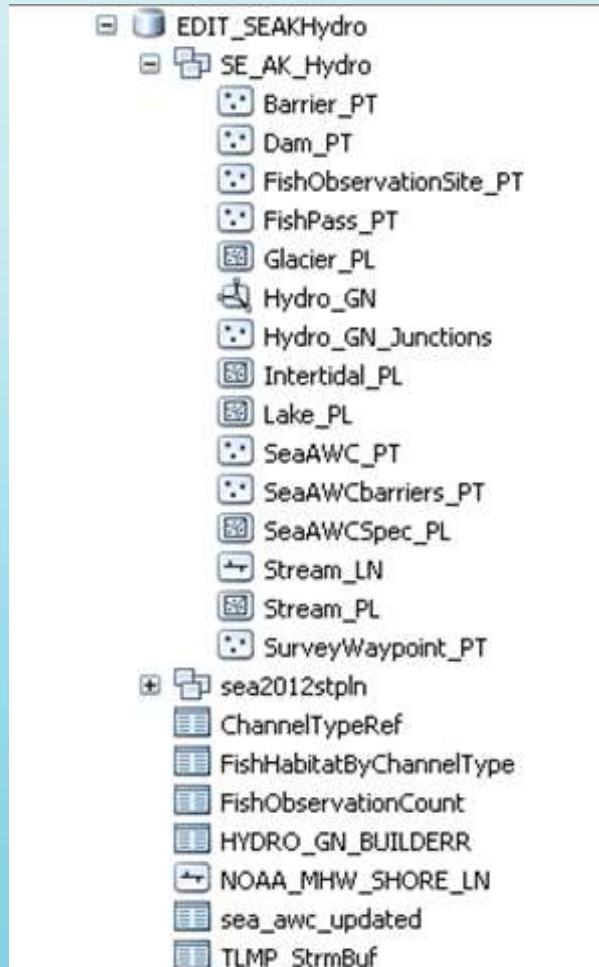 EDIT_SEAKHydro
SE_AK_Hydro
Barrier_PT
Dam_PT
FishObservationSite_PT
FishPass_PT
Glacier_PL
Hydro_GN
Hydro_GN_Junctions
Intertidal_PL
Lake_PL
SeaAWC_PT
SeaAWCbarriers_PT
SeaAWCSpec_PL
Stream_LN
Stream_PL
SurveyWaypoint_PT
sea2012stpln
ChannelTypeRef
FishHabitatByChannelType
FishObservationCount
HYDRO_GN_BUILDERR
NOAA_MHW_SHORE_LN
sea_awc_updated
TLMP_StrmBuf